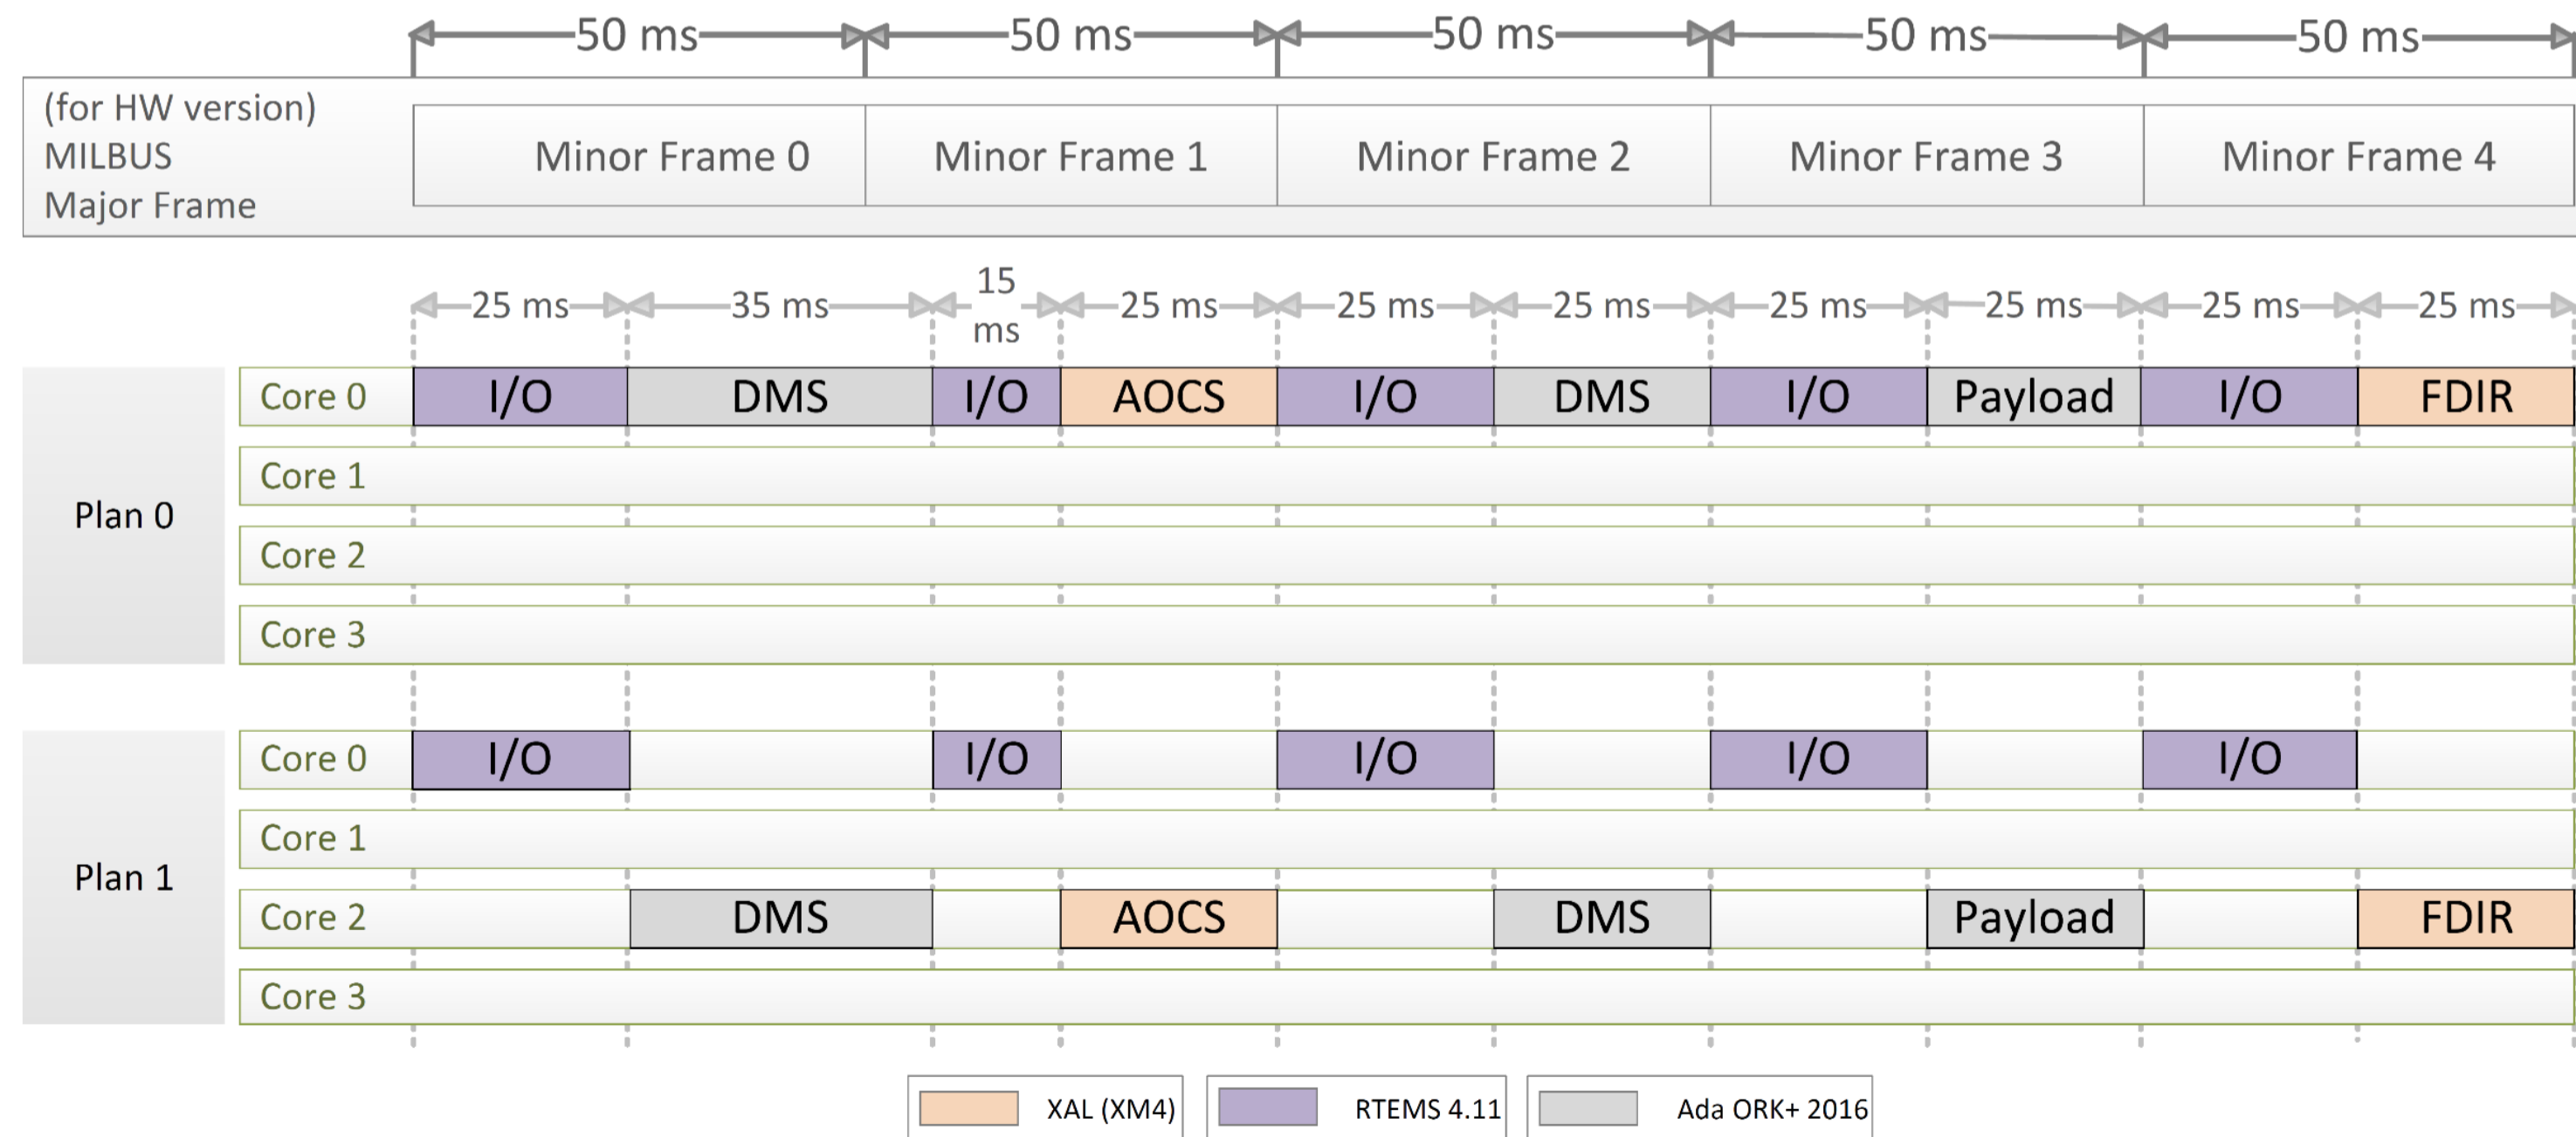 50 ms 50 ms 50 ms 50 ms 50 ms
(for HW version)
MILBUS
Major Frame
Minor Frame 0 Minor Frame 1 Minor Frame 2 Minor Frame 3 Minor Frame 4
25 ms 35 ms 15 ms 25 ms 25 ms 25 ms 25 ms 25 ms 25 ms 25 ms
Plan 0
Core 0 I/O DMS I/O AOCS I/O DMS I/O Payload I/O FDIR
Core 1
Core 2
Core 3
Plan 1
Core 0 I/O I/O I/O I/O I/O
Core 1
Core 2 DMS AOCS DMS Payload FDIR
Core 3
XAL (XM4) RTEMS 4.11 Ada ORK+ 2016